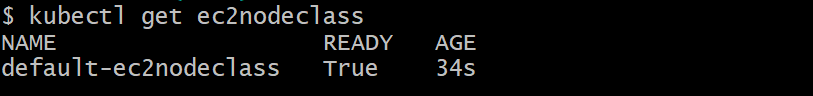 $ kubectl get ec2nodeclass
NAME                    READY   AGE
default-ec2nodeclass    True    34s